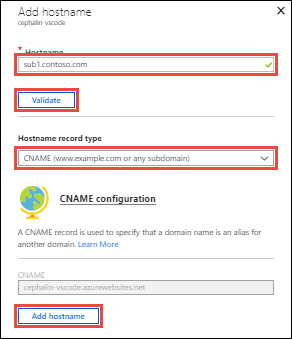 Add hostname
cephalin-vscode
* Hostname
sub1.contoso.com
Validate
Hostname record type
CNAME (www.example.com or any subdomain)
CNAME configuration
A CNAME record is used to specify that a domain name is an alias for
another domain. Learn More
CNAME
cephalin-vscode.azurewebsites.net
Add hostname